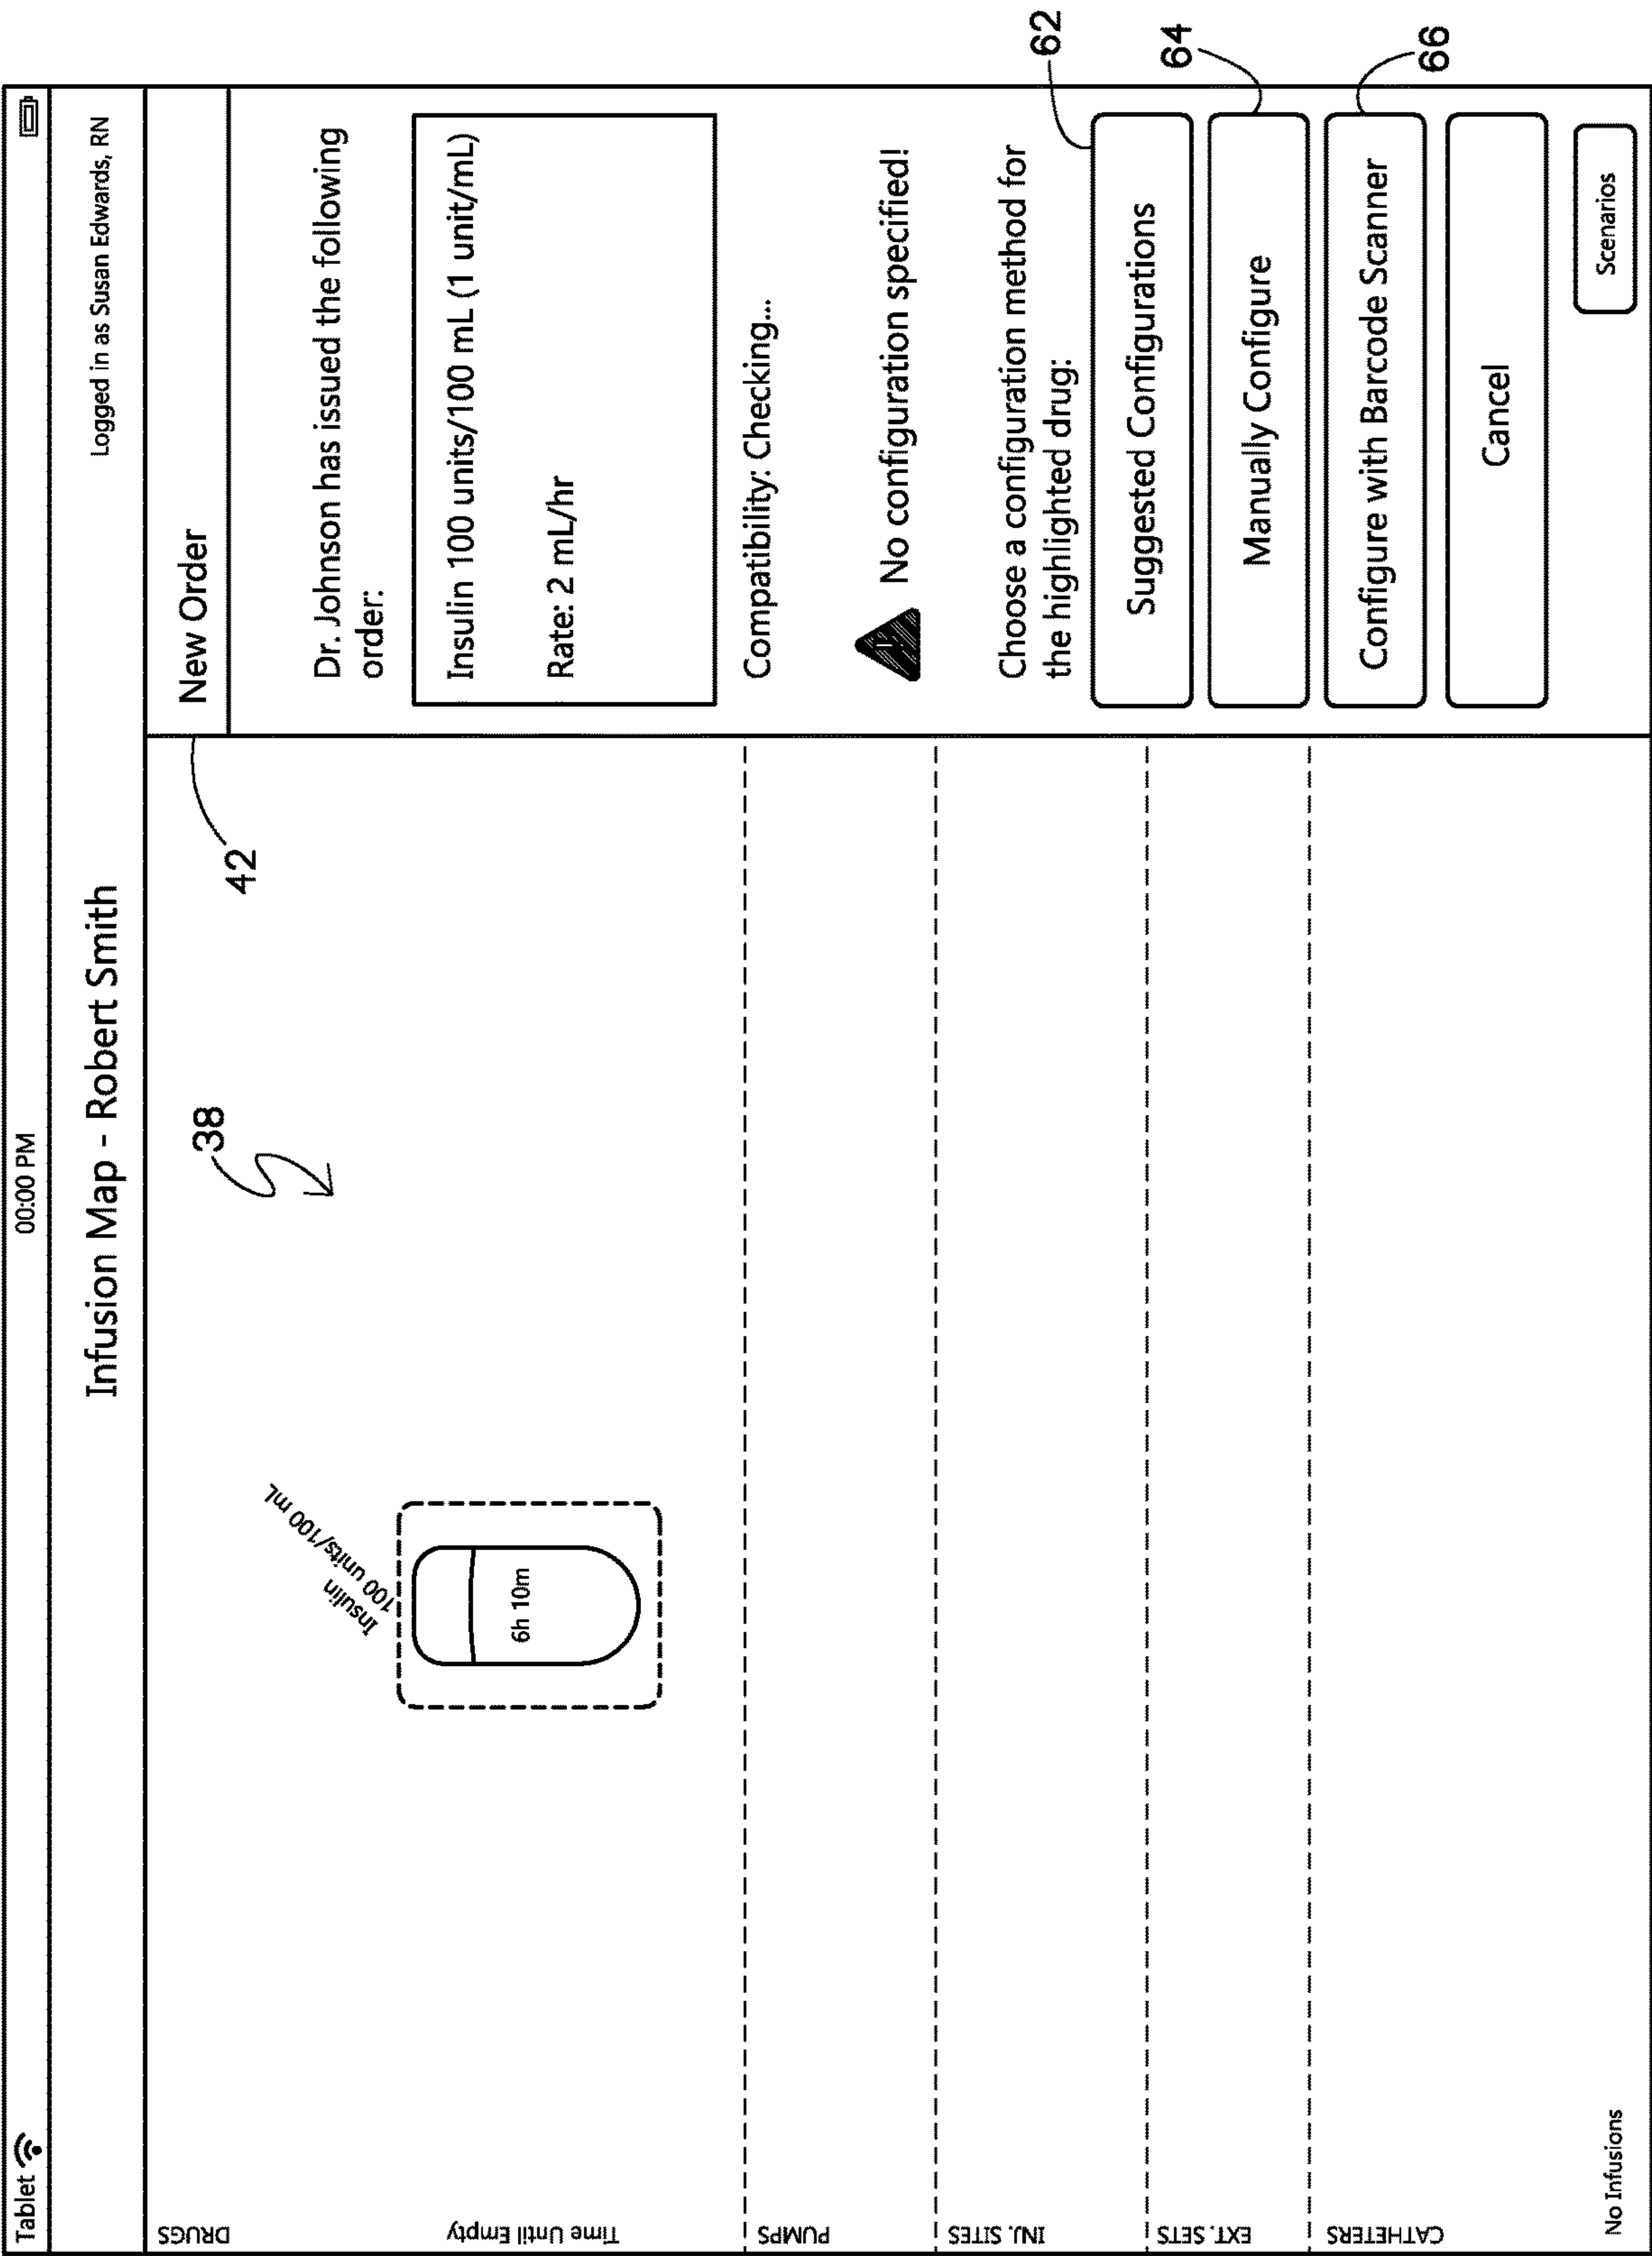 Tablet
00:00 PM
Infusion Map - Robert Smith
Logged in as Susan Edwards, RN
DRUGS
Time Until Empty
PUMPS
INJ. SITES
EXT. SETS
CATHETERS
No Infusions
Insulin
100 units/100 mL
6h 10m
38
42
New Order
Dr. Johnson has issued the following
order:
Insulin 100 units/100 mL (1 unit/mL)
Rate: 2 mL/hr
Compatibility: Checking...
No configuration specified!
Choose a configuration method for
the highlighted drug:
Suggested Configurations
62
Manually Configure
64
Configure with Barcode Scanner
66
Cancel
Scenarios